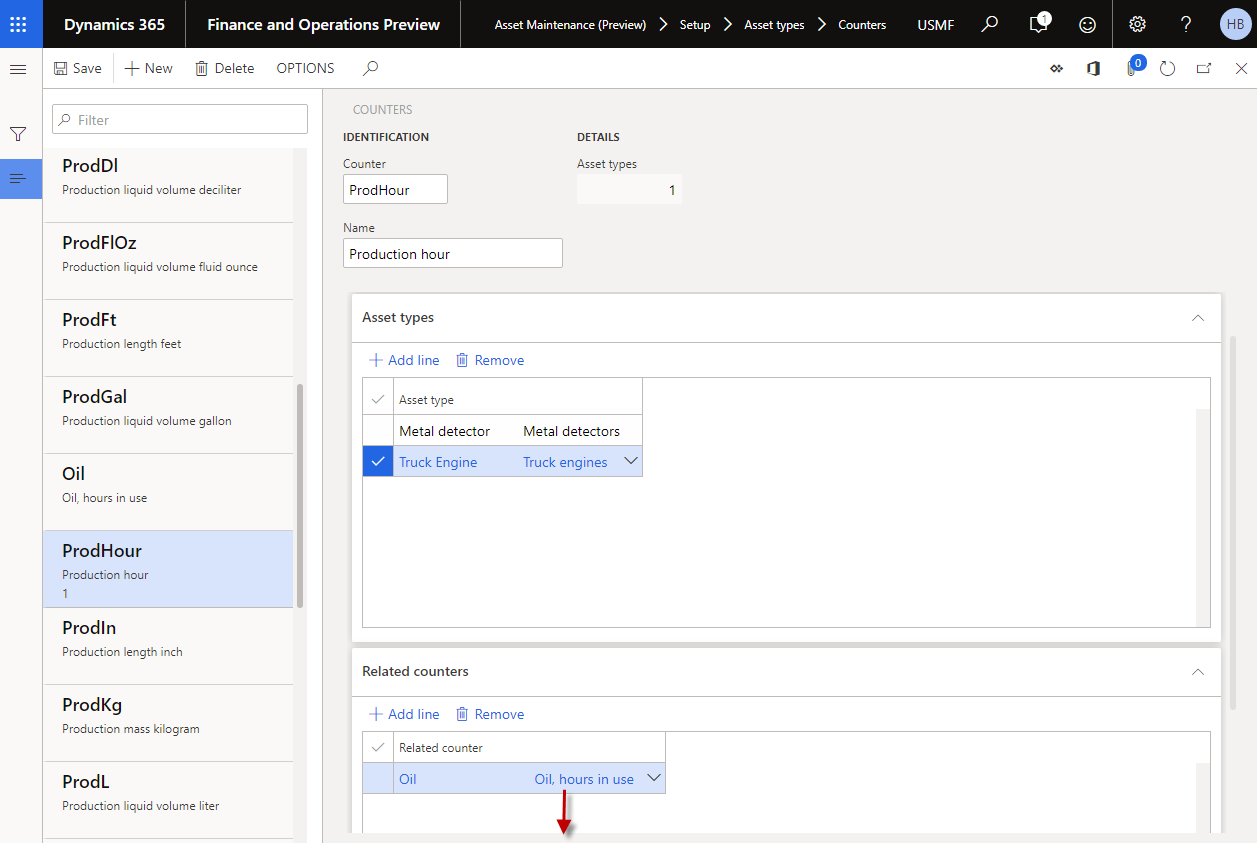 Dynamics 365
Finance and Operations Preview
Asset Maintenance (Preview) > Setup > Asset types > Counters
USMF
1
?
HB
Save
New
Delete
OPTIONS
0
Filter
ProdDl
Production liquid volume deciliter
ProdFlOz
Production liquid volume fluid ounce
ProdFt
Production length feet
ProdGal
Production liquid volume gallon
Oil
Oil, hours in use
ProdHour
Production hour
1
ProdIn
Production length inch
ProdKg
Production mass kilogram
ProdL
Production liquid volume liter
COUNTERS
IDENTIFICATION
Counter
ProdHour
Name
Production hour
DETAILS
Asset types
1
Asset types
Add line Remove
Asset type
Metal detector Metal detectors
Truck Engine Truck engines
Related counters
Add line Remove
Related counter
Oil Oil, hours in use